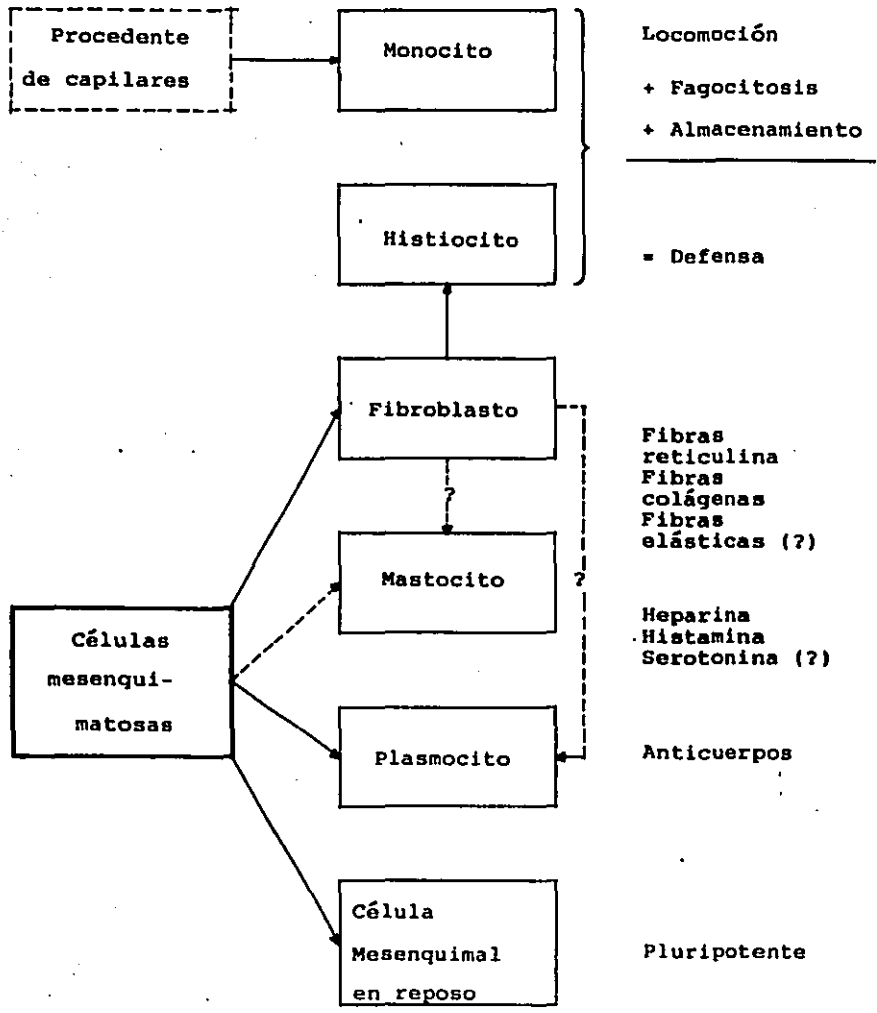 Procedente
de capilares
Monocito
Locomoción
+ Fagocitosis
+ Almacenamiento
Histiocito
= Defensa
Fibroblasto
Fibras
reticulina
Fibras
colágenas
Fibras
elásticas (?)
?
Mastocito
?
Heparina
Histamina
Serotonina (?)
Células
mesenqui-
matosas
Plasmocito
Anticuerpos
Célula
Mesenquimal
en reposo
Pluripotente